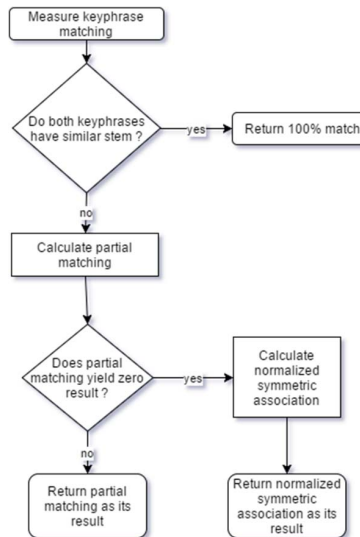 Measure keyphrase
matching
Do both keyphrases
have similar stem ?
yes
Return 100% match
no
Calculate partial
matching
Does partial
matching yield zero
result ?
yes
Calculate
normalized
symmetric
association
no
Return partial
matching as its
result
Return normalized
symmetric
association as its
result